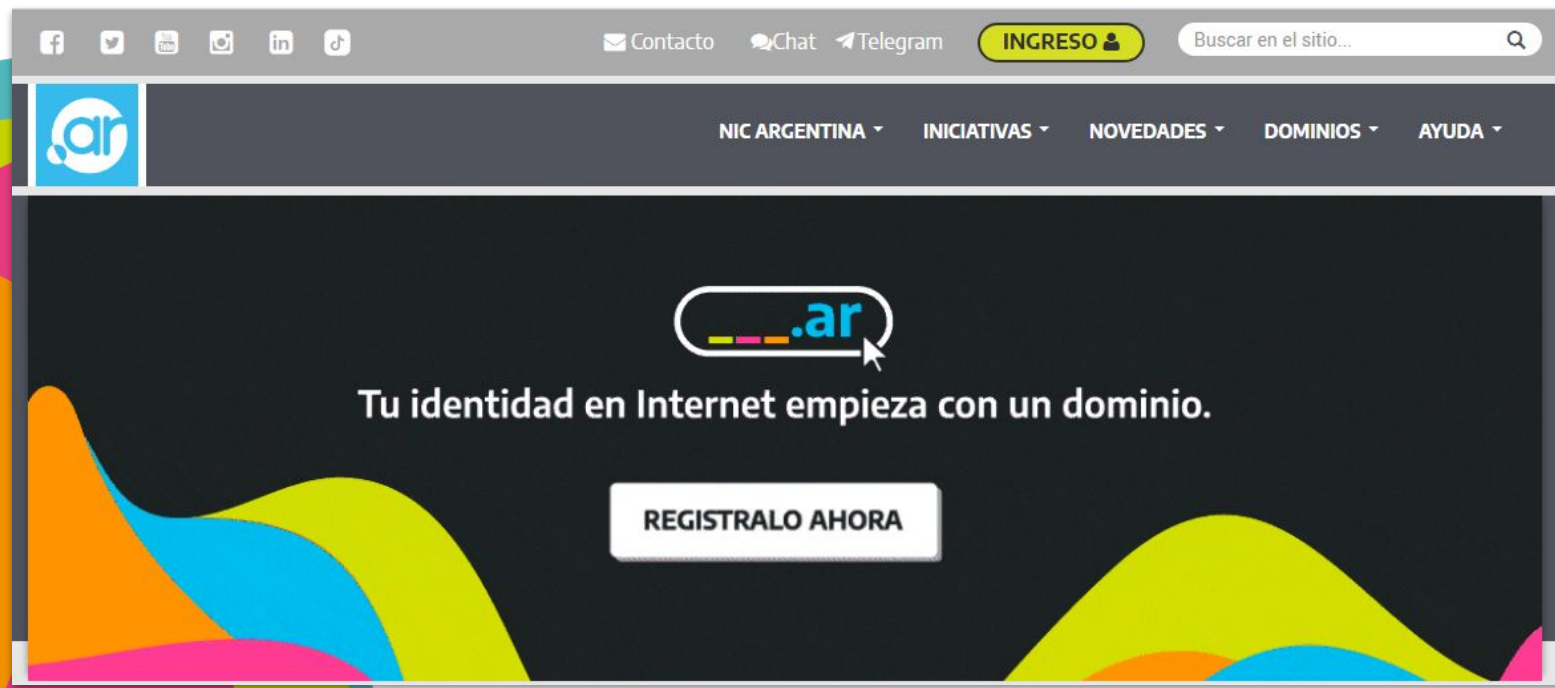 Contacto Chat Telegram INGRESO Buscar en el sitio...
.ar
NIC ARGENTINA INICIATIVAS NOVEDADES DOMINIOS AYUDA
___.ar
Tu identidad en Internet empieza con un dominio.
REGISTRALO AHORA